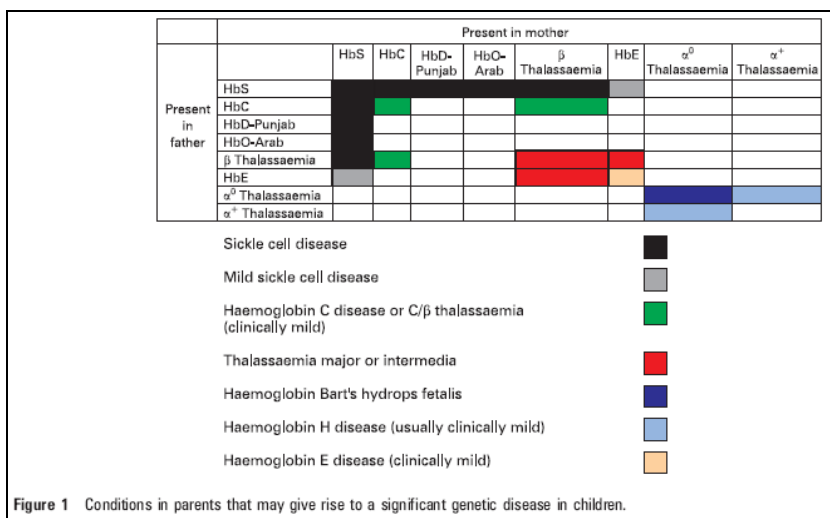 Present in mother
HbS HbC HbD- HbO- β HbE α⁰ α⁺
Punjab Arab Thalassaemia Thalassaemia Thalassaemia
HbS
Present HbC
in HbD-Punjab
father HbO-Arab
β Thalassaemia
HbE
α⁰ Thalassaemia
α⁺ Thalassaemia
Sickle cell disease
Mild sickle cell disease
Haemoglobin C disease or C/β thalassaemia
(clinically mild)
Thalassaemia major or intermedia
Haemoglobin Bart's hydrops fetalis
Haemoglobin H disease (usually clinically mild)
Haemoglobin E disease (clinically mild)
Figure 1 Conditions in parents that may give rise to a significant genetic disease in children.